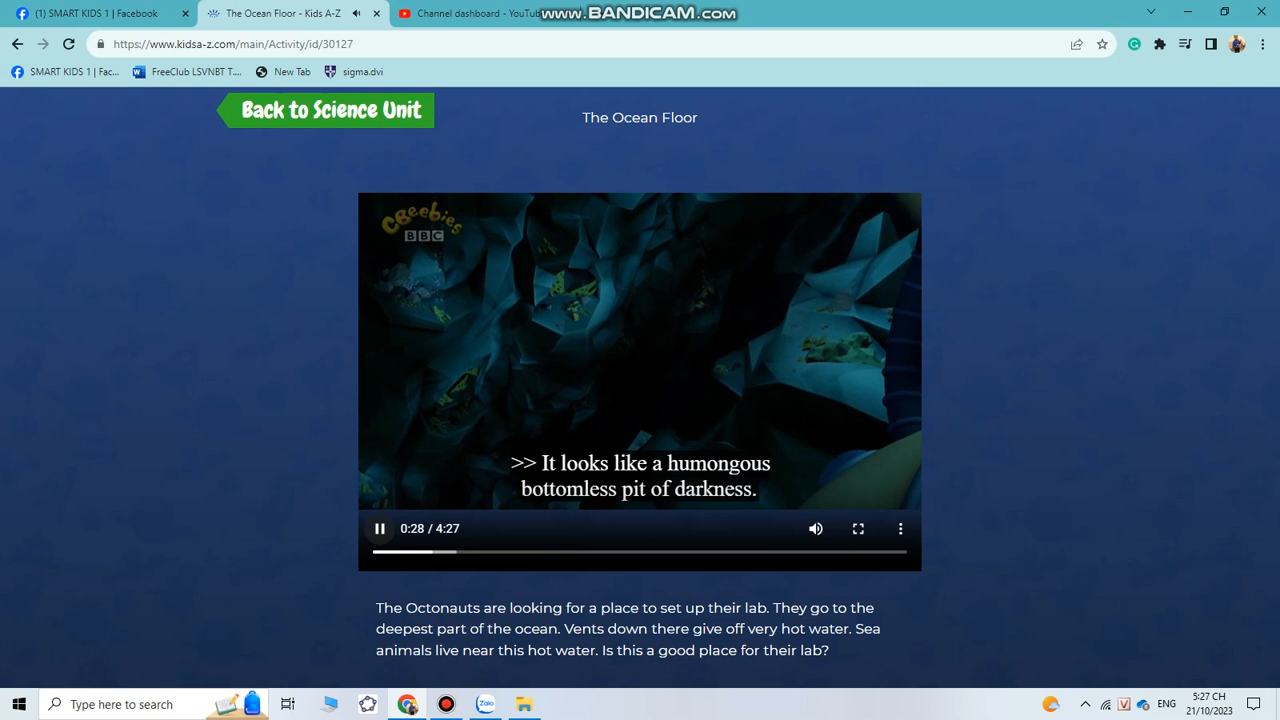 (1) SMART KIDS 1 | Facebook
The Ocean Floor - Kids A-Z
Channel dashboard - YouTu
www.BANDICAM.com
https://www.kidsa-z.com/main/Activity/id/30127
SMART KIDS 1 | Fac...
FreeClub LSVNBT T....
New Tab
sigma.dvi
Back to Science Unit
The Ocean Floor
CBeebies
BBC
>> It looks like a humongous
bottomless pit of darkness.
0:28 / 4:27
The Octonauts are looking for a place to set up their lab. They go to the
deepest part of the ocean. Vents down there give off very hot water. Sea
animals live near this hot water. Is this a good place for their lab?
Type here to search
Zalo
ENG
5:27 CH
21/10/2023